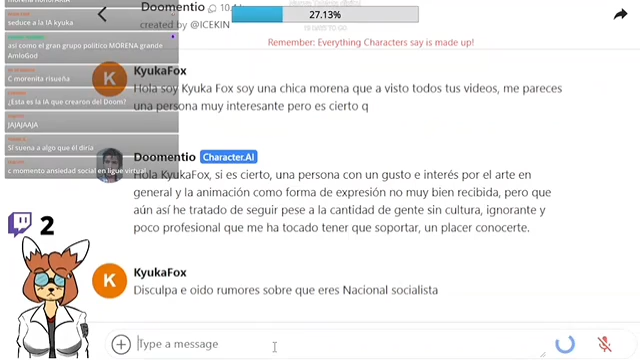 Doomentio
created by @ICEKIN
27.13%
Remember: Everything Characters say is made up!
seduce a la IA kyuka
así como el gran grupo político MORENA grande
AmloGod
C morenita risueña
¿Esta es la IA que crearon del Doom?
JAJAJAAJA
Si suena a algo que él diría
c momento ansiedad social en ligue virtual
K
KyukaFox
Hola soy Kyuka Fox soy una chica morena que a visto todos tus videos, me pareces
una persona muy interesante pero es cierto q
Doomentio Character.AI
Hola KyukaFox, si es cierto, una persona con un gusto e interés por el arte en
general y la animación como forma de expresión no muy bien recibida, pero que
aún así he tratado de seguir pese a la cantidad de gente sin cultura, ignorante y
poco profesional que me ha tocado tener que soportar, un placer conocerte.
2
K
KyukaFox
Disculpa e oido rumores sobre que eres Nacional socialista
Type a message